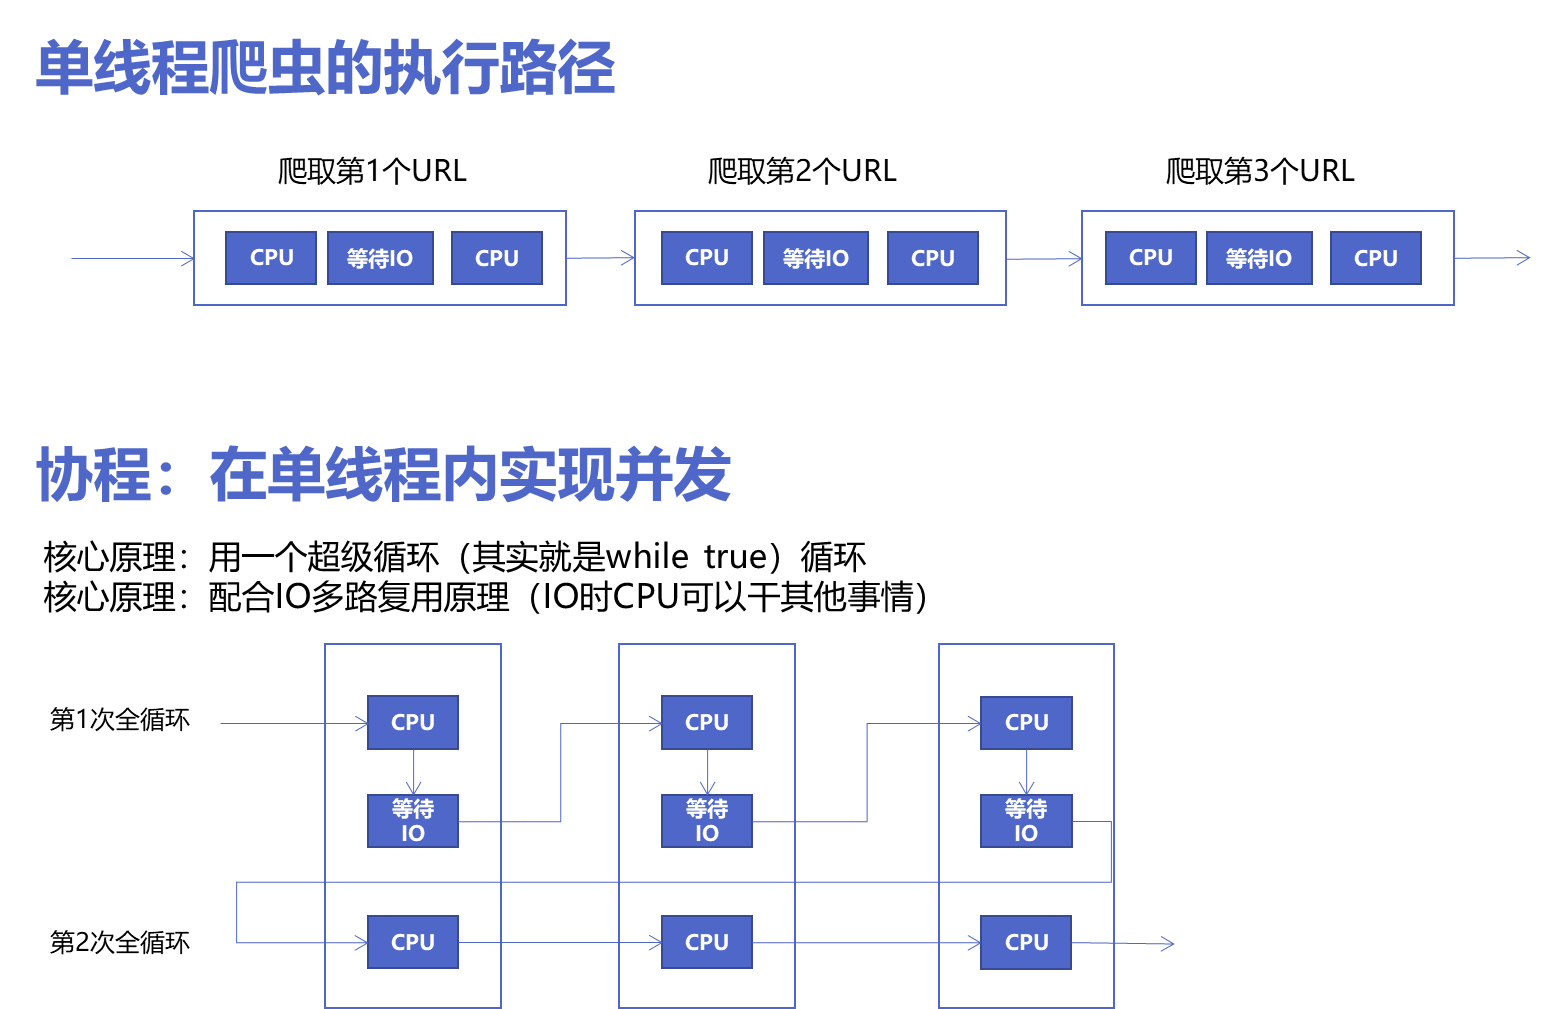 单线程爬虫的执行路径
爬取第1个URL
爬取第2个URL
爬取第3个URL
CPU
等待IO
CPU
CPU
等待IO
CPU
CPU
等待IO
CPU
协程：在单线程内实现并发
核心原理：用一个超级循环（其实就是while true）循环
核心原理：配合IO多路复用原理（IO时CPU可以干其他事情）
第1次全循环
CPU
CPU
CPU
等待
IO
等待
IO
等待
IO
第2次全循环
CPU
CPU
CPU